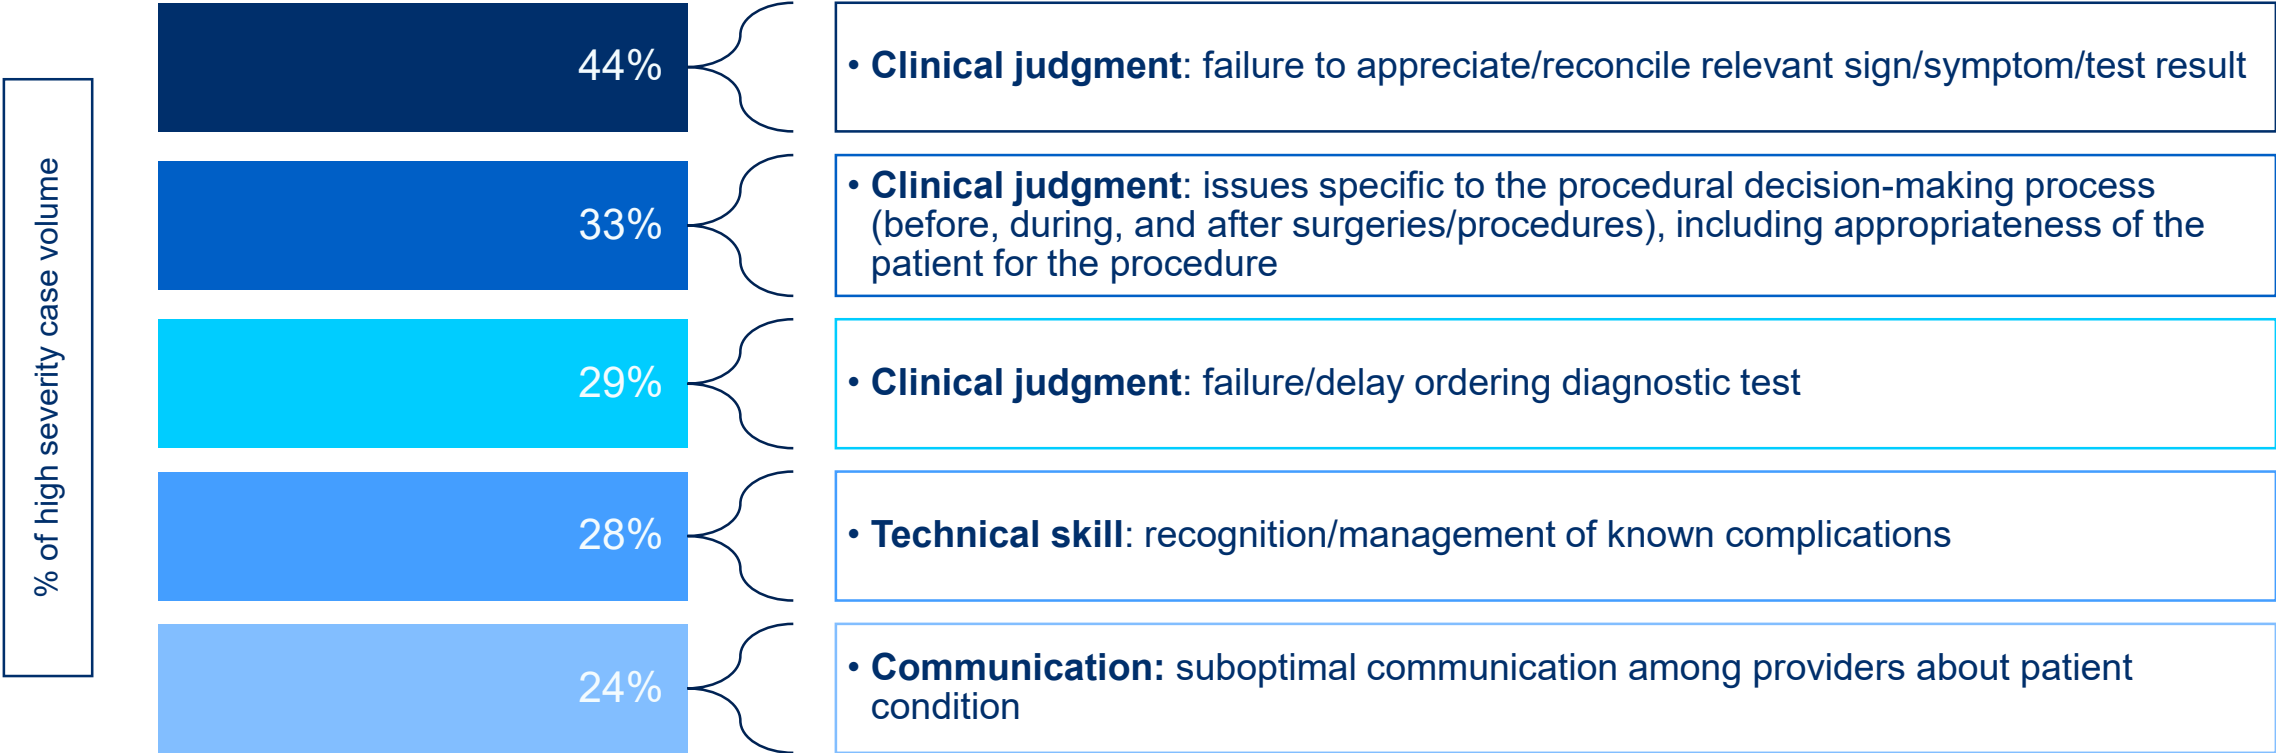 % of high severity case volume
44%
• Clinical judgment: failure to appreciate/reconcile relevant sign/symptom/test result
33%
• Clinical judgment: issues specific to the procedural decision-making process
(before, during, and after surgeries/procedures), including appropriateness of the
patient for the procedure
29%
• Clinical judgment: failure/delay ordering diagnostic test
28%
• Technical skill: recognition/management of known complications
24%
• Communication: suboptimal communication among providers about patient
condition